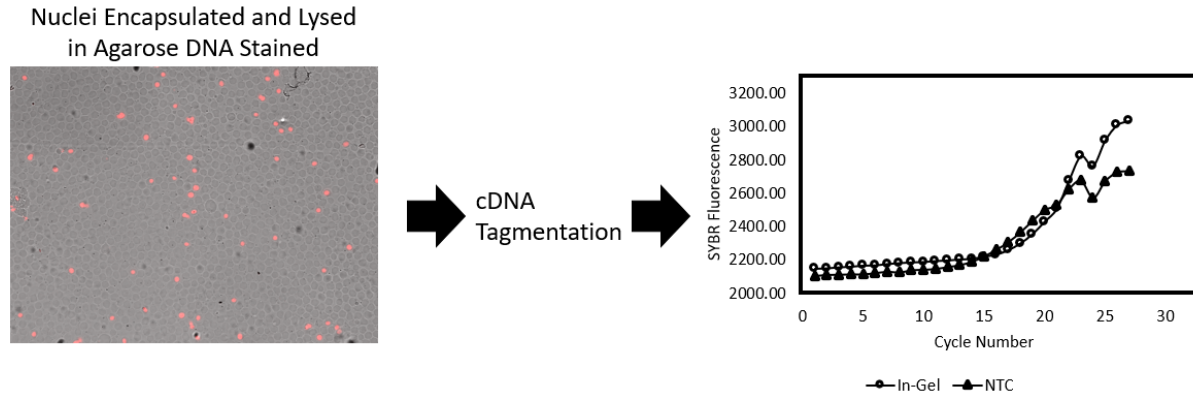 Nuclei Encapsulated and Lysed
in Agarose DNA Stained
cDNA
Tagmentation
SYBR Fluorescence
3200.00
3000.00
2800.00
2600.00
2400.00
2200.00
2000.00
0 5 10 15 20 25 30
Cycle Number
In-Gel NTC